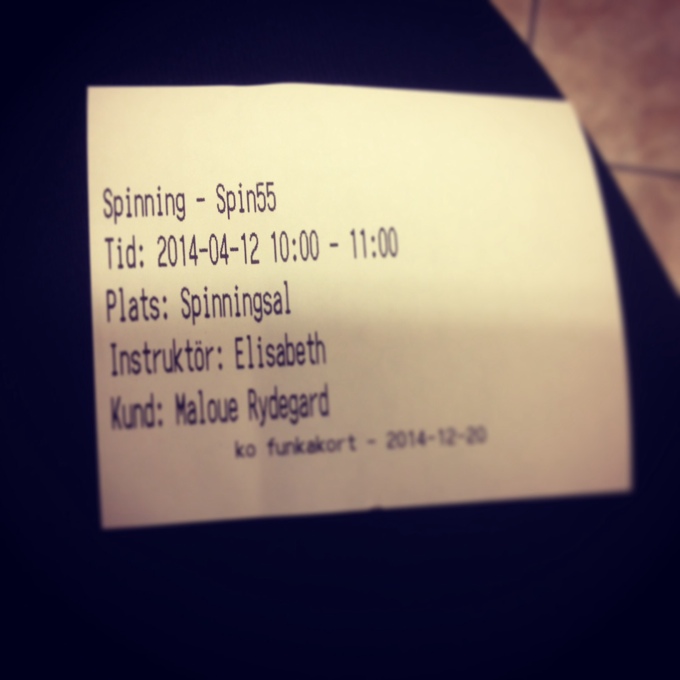 Spinning - Spin55
Tid: 2014-04-12 10:00 - 11:00
Plats: Spinningsal
Instruktör: Elisabeth
Kund: Maloue Rydegard
ko funkakort - 2014-12-20